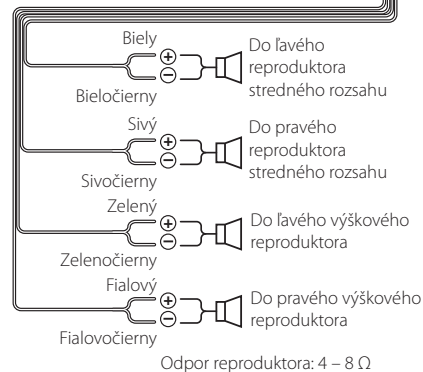 Biely
Do ľavého
reproduktora
stredného rozsahu
Bieločierny
Sivý
Do pravého
reproduktora
stredného rozsahu
Sivočierny
Zelený
Do ľavého výškového
reproduktora
Zelenočierny
Fialový
Do pravého výškového
reproduktora
Fialovočierny
Odpor reproduktora: 4 – 8 Ω